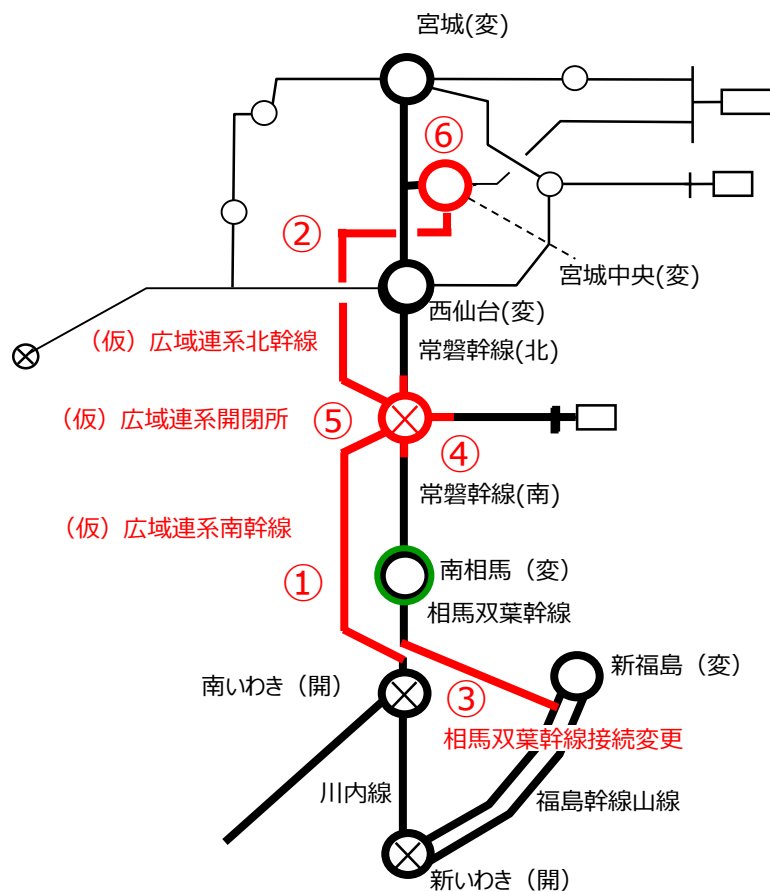 宮城(変)
⑥
②
宮城中央(変)
西仙台(変)
(仮)広域連系北幹線
常磐幹線(北)
(仮)広域連系開閉所
⑤
④
常磐幹線(南)
(仮)広域連系南幹線
①
南相馬(変)
相馬双葉幹線
新福島(変)
南いわき(開)
③
相馬双葉幹線接続変更
川内線
福島幹線山線
新いわき(開)